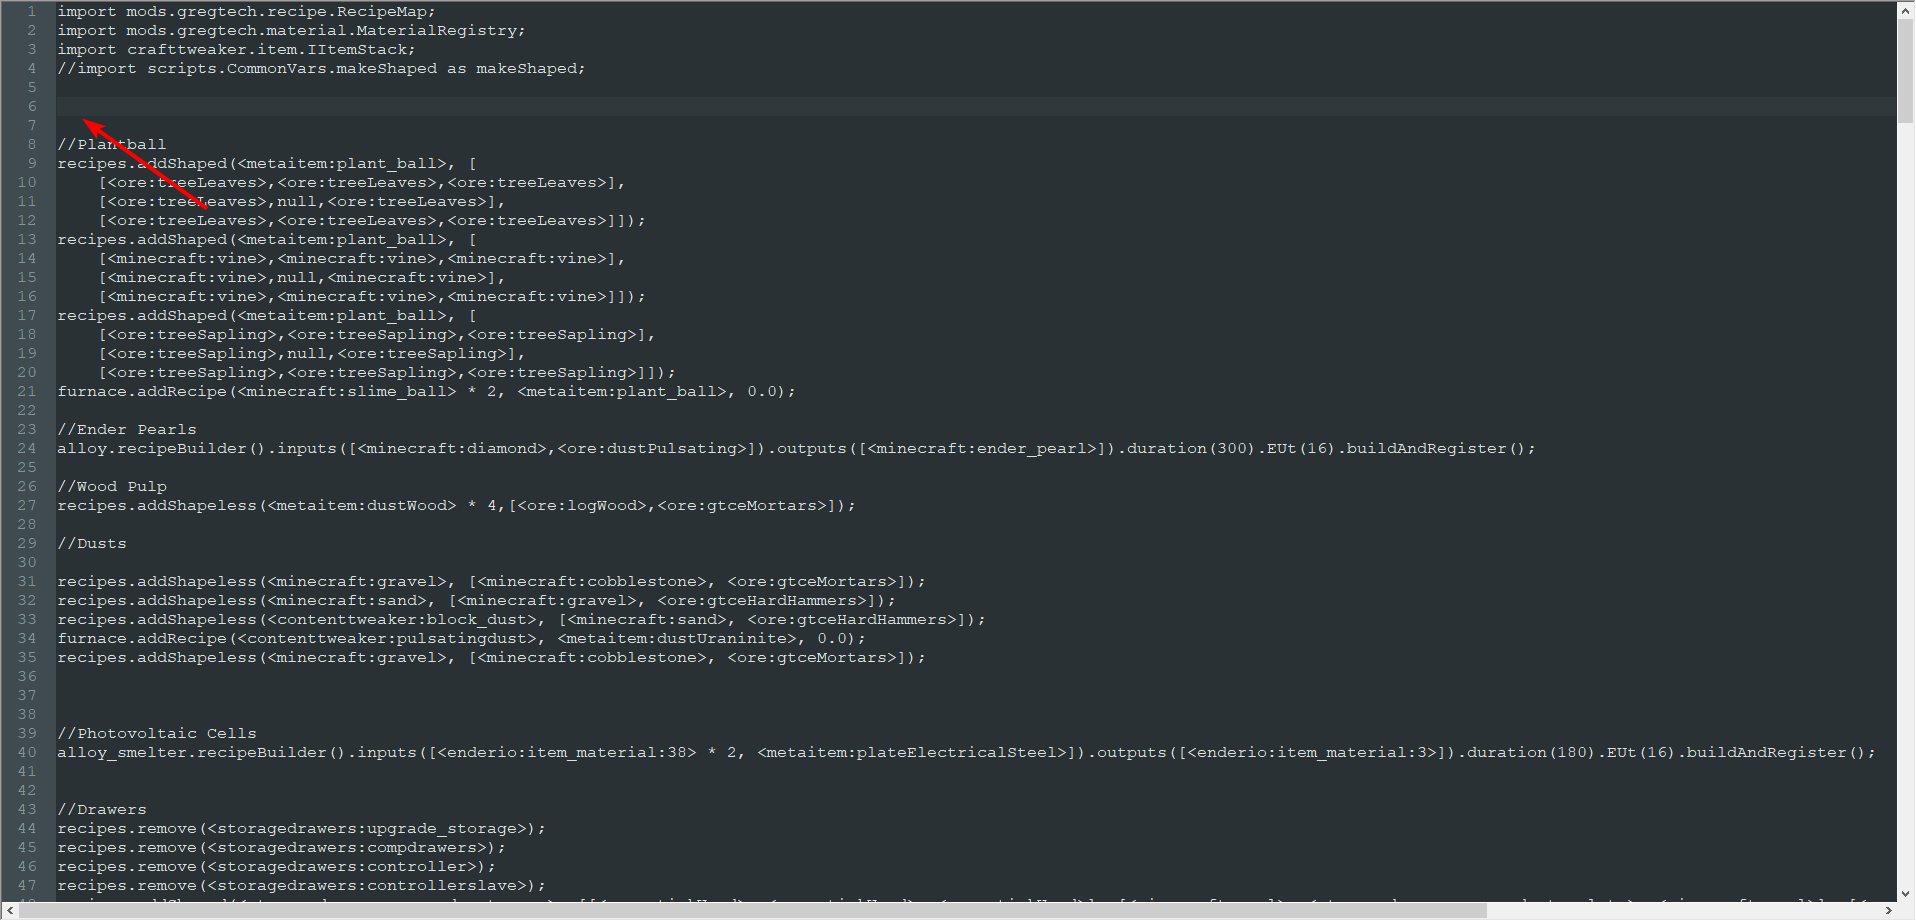 1 import mods.gregtech.recipe.RecipeMap;
2 import mods.gregtech.material.MaterialRegistry;
3 import crafttweaker.item.IItemStack;
4 //import scripts.CommonVars.makeShaped as makeShaped;
5
6
7
8 //Plantball
9 recipes.addShaped(<metaitem:plant_ball>, [
10     [<ore:treeLeaves>,<ore:treeLeaves>,<ore:treeLeaves>],
11     [<ore:treeLeaves>,null,<ore:treeLeaves>],
12     [<ore:treeLeaves>,<ore:treeLeaves>,<ore:treeLeaves>]]);
13 recipes.addShaped(<metaitem:plant_ball>, [
14     [<minecraft:vine>,<minecraft:vine>,<minecraft:vine>],
15     [<minecraft:vine>,null,<minecraft:vine>],
16     [<minecraft:vine>,<minecraft:vine>,<minecraft:vine>]]);
17 recipes.addShaped(<metaitem:plant_ball>, [
18     [<ore:treeSapling>,<ore:treeSapling>,<ore:treeSapling>],
19     [<ore:treeSapling>,null,<ore:treeSapling>],
20     [<ore:treeSapling>,<ore:treeSapling>,<ore:treeSapling>]]);
21 furnace.addRecipe(<minecraft:slime_ball> * 2, <metaitem:plant_ball>, 0.0);
22
23 //Ender Pearls
24 alloy.recipeBuilder().inputs([<minecraft:diamond>,<ore:dustPulsating>]).outputs([<minecraft:ender_pearl>]).duration(300).EUt(16).buildAndRegister();
25
26 //Wood Pulp
27 recipes.addShapeless(<metaitem:dustWood> * 4,[<ore:logWood>,<ore:gtceMortars>]);
28
29 //Dusts
30
31 recipes.addShapeless(<minecraft:gravel>, [<minecraft:cobblestone>, <ore:gtceMortars>]);
32 recipes.addShapeless(<minecraft:sand>, [<minecraft:gravel>, <ore:gtceHardHammers>]);
33 recipes.addShapeless(<contenttweaker:block_dust>, [<minecraft:sand>, <ore:gtceHardHammers>]);
34 furnace.addRecipe(<contenttweaker:pulsatingdust>, <metaitem:dustUraninite>, 0.0);
35 recipes.addShapeless(<minecraft:gravel>, [<minecraft:cobblestone>, <ore:gtceMortars>]);
36
37
38
39 //Photovoltaic Cells
40 alloy_smelter.recipeBuilder().inputs([<enderio:item_material:38> * 2, <metaitem:plateElectricalSteel>]).outputs([<enderio:item_material:3>]).duration(180).EUt(16).buildAndRegister();
41
42
43 //Drawers
44 recipes.remove(<storagedrawers:upgrade_storage>);
45 recipes.remove(<storagedrawers:compdrawers>);
46 recipes.remove(<storagedrawers:controller>);
47 recipes.remove(<storagedrawers:controllerslave>);